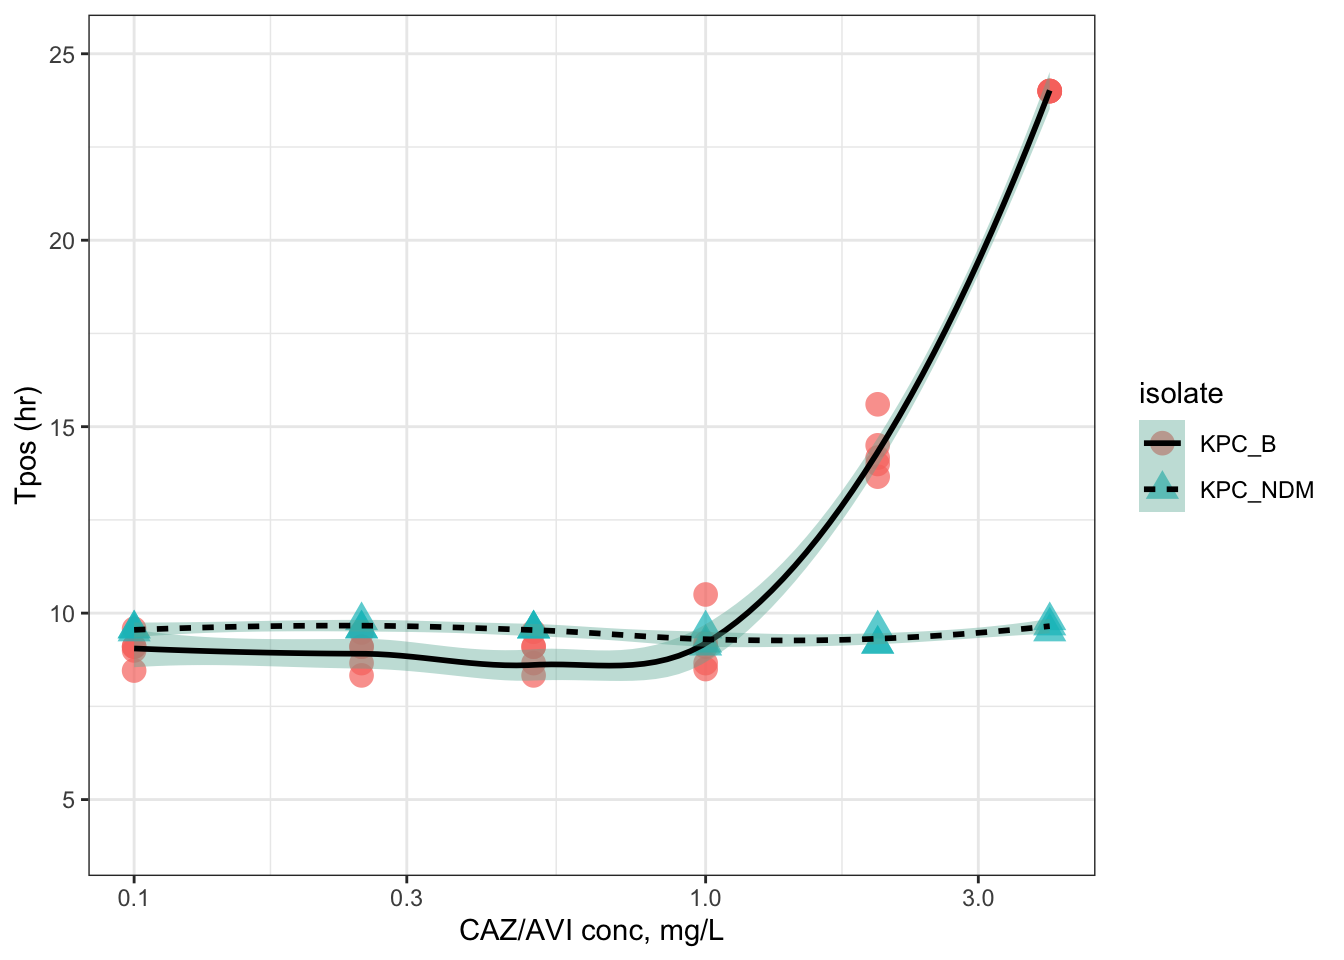 25
20
15
10
5
Tpos (hr)
0.1
0.3
1.0
3.0
CAZ/AVI conc, mg/L
isolate
KPC_B
KPC_NDM